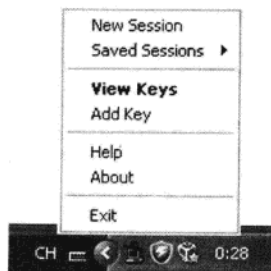 New Session
Saved Sessions
View Keys
Add Key
Help
About
Exit
CH 0:28